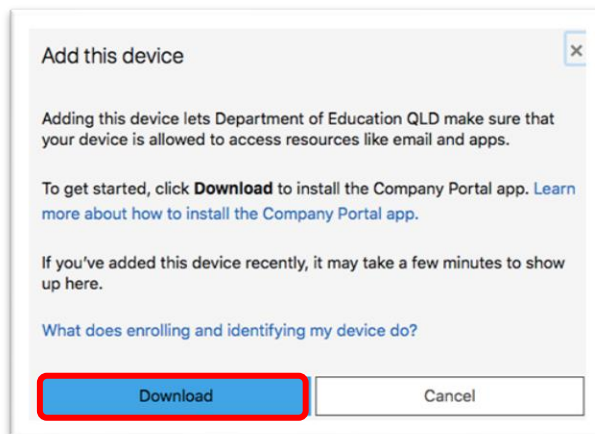 Add this device
×
Adding this device lets Department of Education QLD make sure that
your device is allowed to access resources like email and apps.
To get started, click Download to install the Company Portal app. Learn
more about how to install the Company Portal app.
If you've added this device recently, it may take a few minutes to show
up here.
What does enrolling and identifying my device do?
Download Cancel